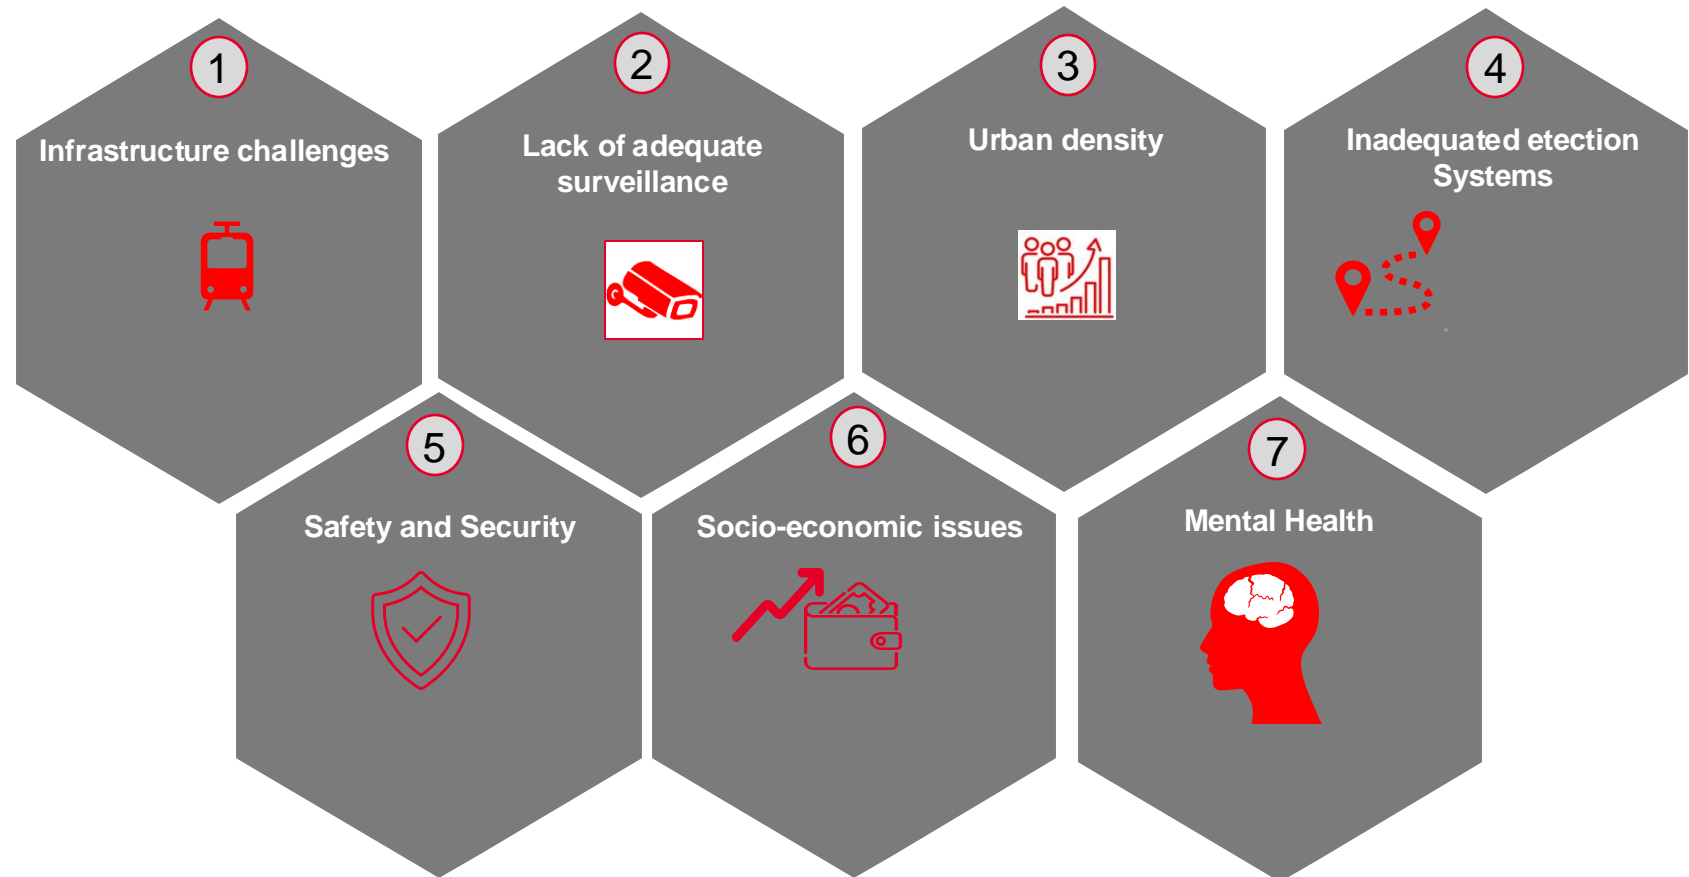 1
Infrastructure challenges
2
Lack of adequate
surveillance
3
Urban density
4
Inadequated etection
Systems
5
Safety and Security
6
Socio-economic issues
7
Mental Health